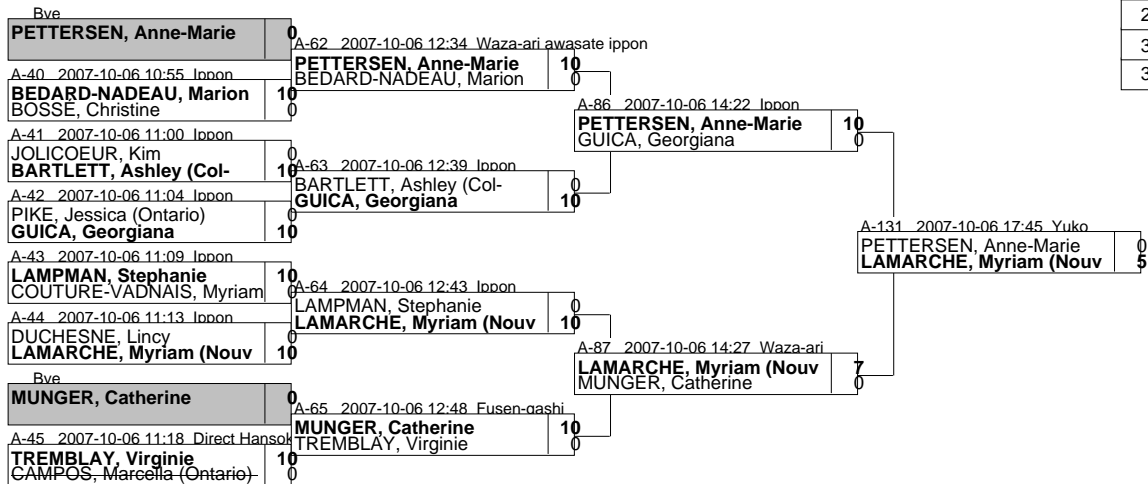 Bye
PETTERSEN, Anne-Marie 0
A-40 2007-10-06 10:55 Ippon
BEDARD-NADEAU, Marion 10
BOSSÉ, Christine 0
A-41 2007-10-06 11:00 Ippon
JOLICOEUR, Kim 0
BARTLETT, Ashley (Col- 10
A-42 2007-10-06 11:04 Ippon
PIKE, Jessica (Ontario) 0
GUICA, Georgiana 10
A-43 2007-10-06 11:09 Ippon
LAMPMAN, Stephanie 10
COUTURE-VADNAIS, Myriam 0
A-44 2007-10-06 11:13 Ippon
DUCHESNE, Lincy 0
LAMARCHE, Myriam (Nouv 10
Bye
MUNGER, Catherine 0
A-45 2007-10-06 11:18 Direct Hansok
TREMBLAY, Virginie 10
CAMPOS, Marcella (Ontario) 0
A-62 2007-10-06 12:34 Waza-ari awasate ippon
PETTERSEN, Anne-Marie 10
BEDARD-NADEAU, Marion 0
A-63 2007-10-06 12:39 Ippon
BARTLETT, Ashley (Col- 0
GUICA, Georgiana 10
A-64 2007-10-06 12:43 Ippon
LAMPMAN, Stephanie 0
LAMARCHE, Myriam (Nouv 10
A-65 2007-10-06 12:48 Fusen-gashi
MUNGER, Catherine 10
TREMBLAY, Virginie 0
A-86 2007-10-06 14:22 Ippon
PETTERSEN, Anne-Marie 10
GUICA, Georgiana 0
A-87 2007-10-06 14:27 Waza-ari
LAMARCHE, Myriam (Nouv 7
MUNGER, Catherine 0
A-131 2007-10-06 17:45 Yuko
PETTERSEN, Anne-Marie 0
LAMARCHE, Myriam (Nouv 5
2
3
3